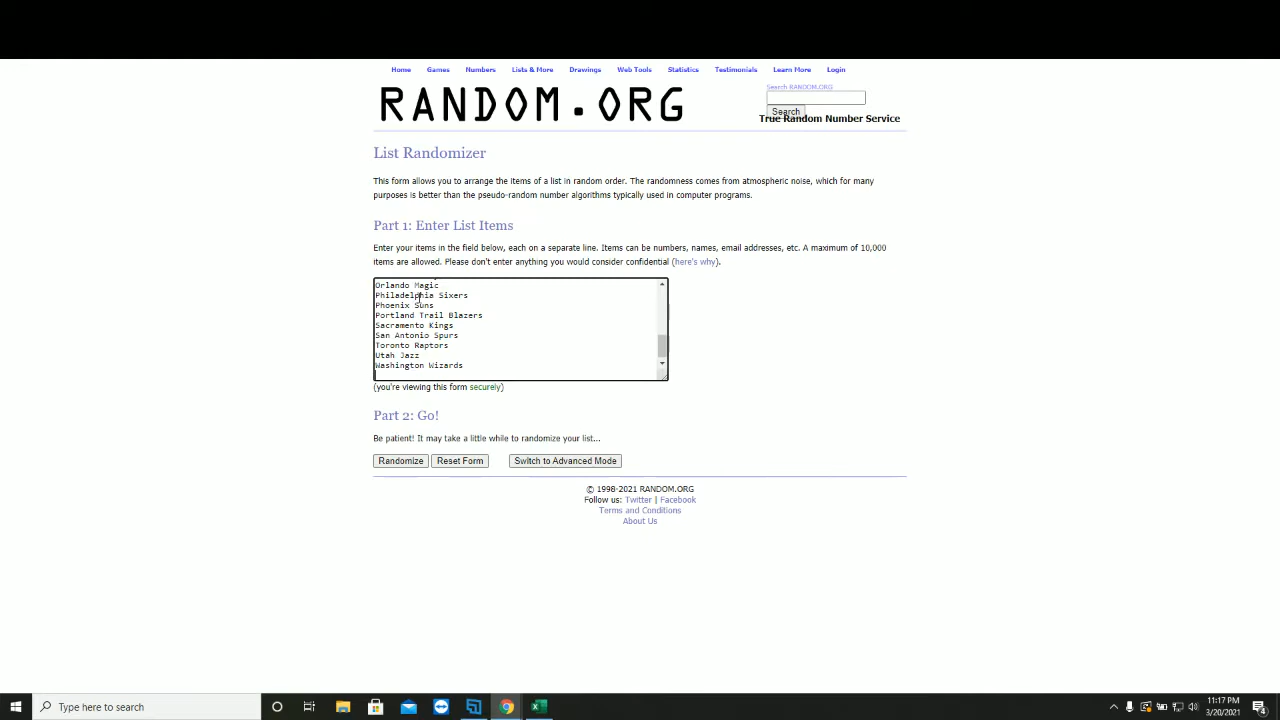 Home Games Numbers Lists & More Drawings Web Tools Statistics Testimonials Learn More Login
RANDOM.ORG
Search RANDOM.ORG
Search
True Random Number Service
List Randomizer
This form allows you to arrange the items of a list in random order. The randomness comes from atmospheric noise, which for many
purposes is better than the pseudo-random number algorithms typically used in computer programs.
Part 1: Enter List Items
Enter your items in the field below, each on a separate line. Items can be numbers, names, email addresses, etc. A maximum of 10,000
items are allowed. Please don't enter anything you would consider confidential (here's why).
Orlando Magic
Philadelphia Sixers
Phoenix Suns
Portland Trail Blazers
Sacramento Kings
San Antonio Spurs
Toronto Raptors
Utah Jazz
Washington Wizards
(you're viewing this form securely)
Part 2: Go!
Be patient! It may take a little while to randomize your list...
Randomize Reset Form Switch to Advanced Mode
© 1998-2021 RANDOM.ORG
Follow us: Twitter | Facebook
Terms and Conditions
About Us
Type here to search
11:17 PM
3/20/2021
4